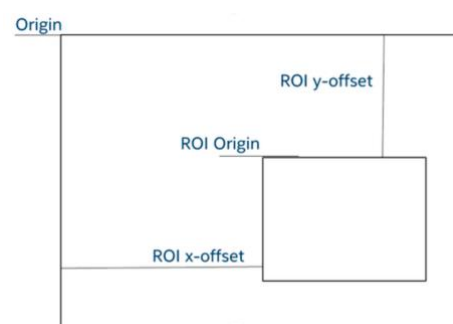 Origin
ROI y-offset
ROI Origin
ROI x-offset